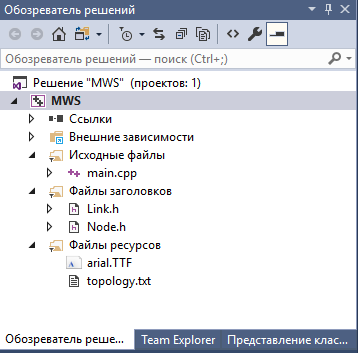 Обозреватель решений
Обозреватель решений — поиск (Ctrl+;)
Решение "MWS" (проектов: 1)
MWS
Ссылки
Внешние зависимости
Исходные файлы
main.cpp
Файлы заголовков
Link.h
Node.h
Файлы ресурсов
arial.TTF
topology.txt
Обозреватель реше... Team Explorer Представление клас...